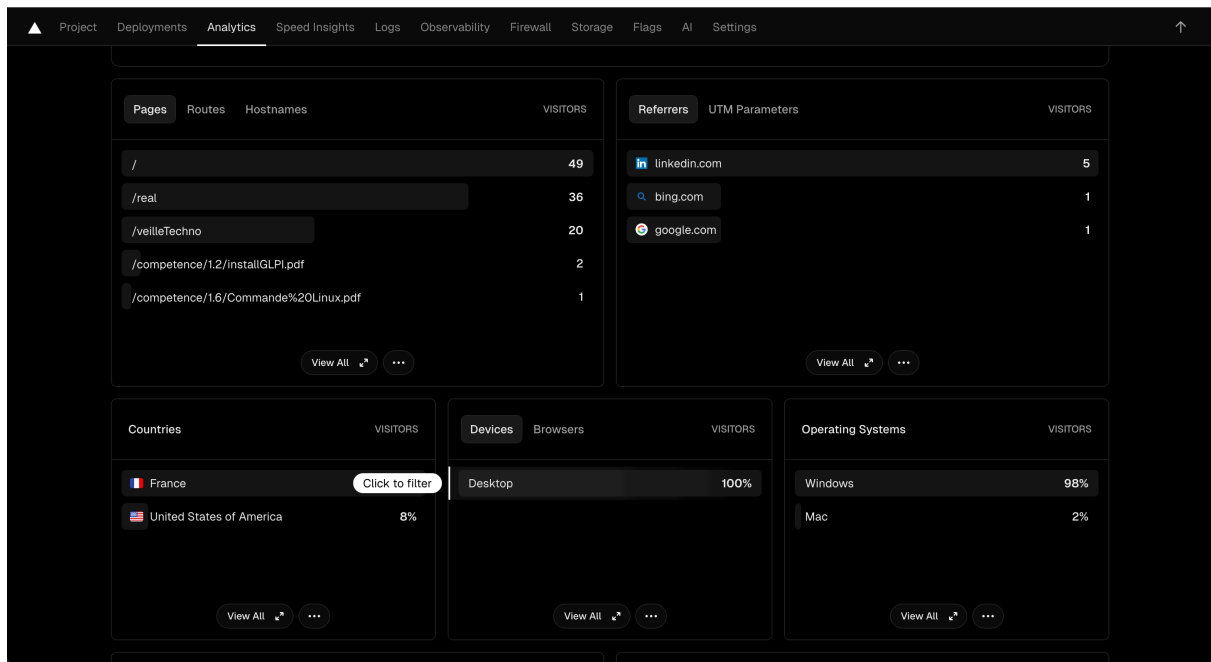 Project Deployments Analytics Speed Insights Logs Observability Firewall Storage Flags AI Settings
Pages Routes Hostnames VISITORS
/ 49
/real 36
/veilleTechno 20
/competence/1.2/installGLPI.pdf 2
/competence/1.6/Commande%20Linux.pdf 1
View All
Referrers UTM Parameters VISITORS
in linkedin.com 5
bing.com 1
G google.com 1
View All
Countries VISITORS
France Click to filter
United States of America 8%
View All
Devices Browsers VISITORS
Desktop 100%
View All
Operating Systems VISITORS
Windows 98%
Mac 2%
View All